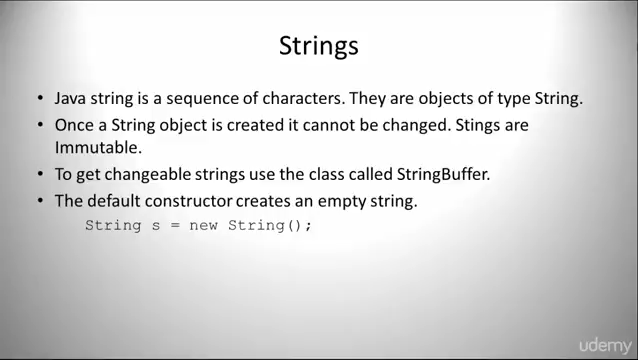 Strings
• Java string is a sequence of characters. They are objects of type String.
• Once a String object is created it cannot be changed. Stings are
Immutable.
• To get changeable strings use the class called StringBuffer.
• The default constructor creates an empty string.
String s = new String();
udemy